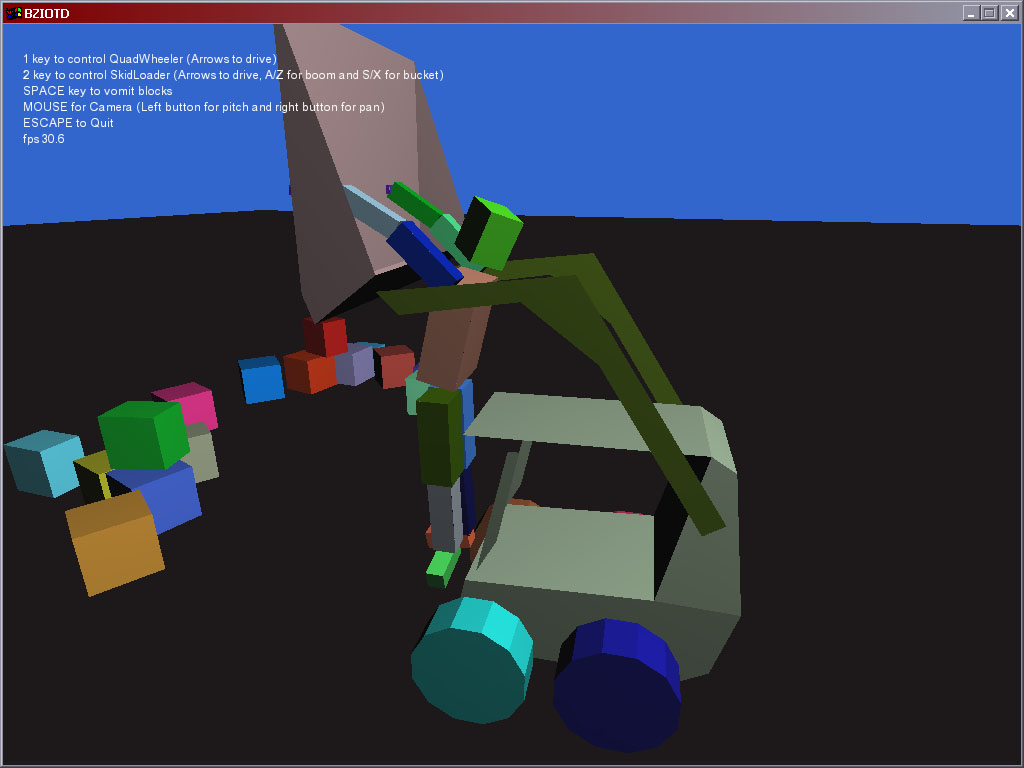 BZIOTD
1 key to control QuadWheeler (Arrows to drive)
2 key to control SkidLoader (Arrows to drive, A/Z for boom and S/X for bucket)
SPACE key to vomit blocks
MOUSE for Camera (Left button for pitch and right button for pan)
ESCAPE to Quit
fps 30.6